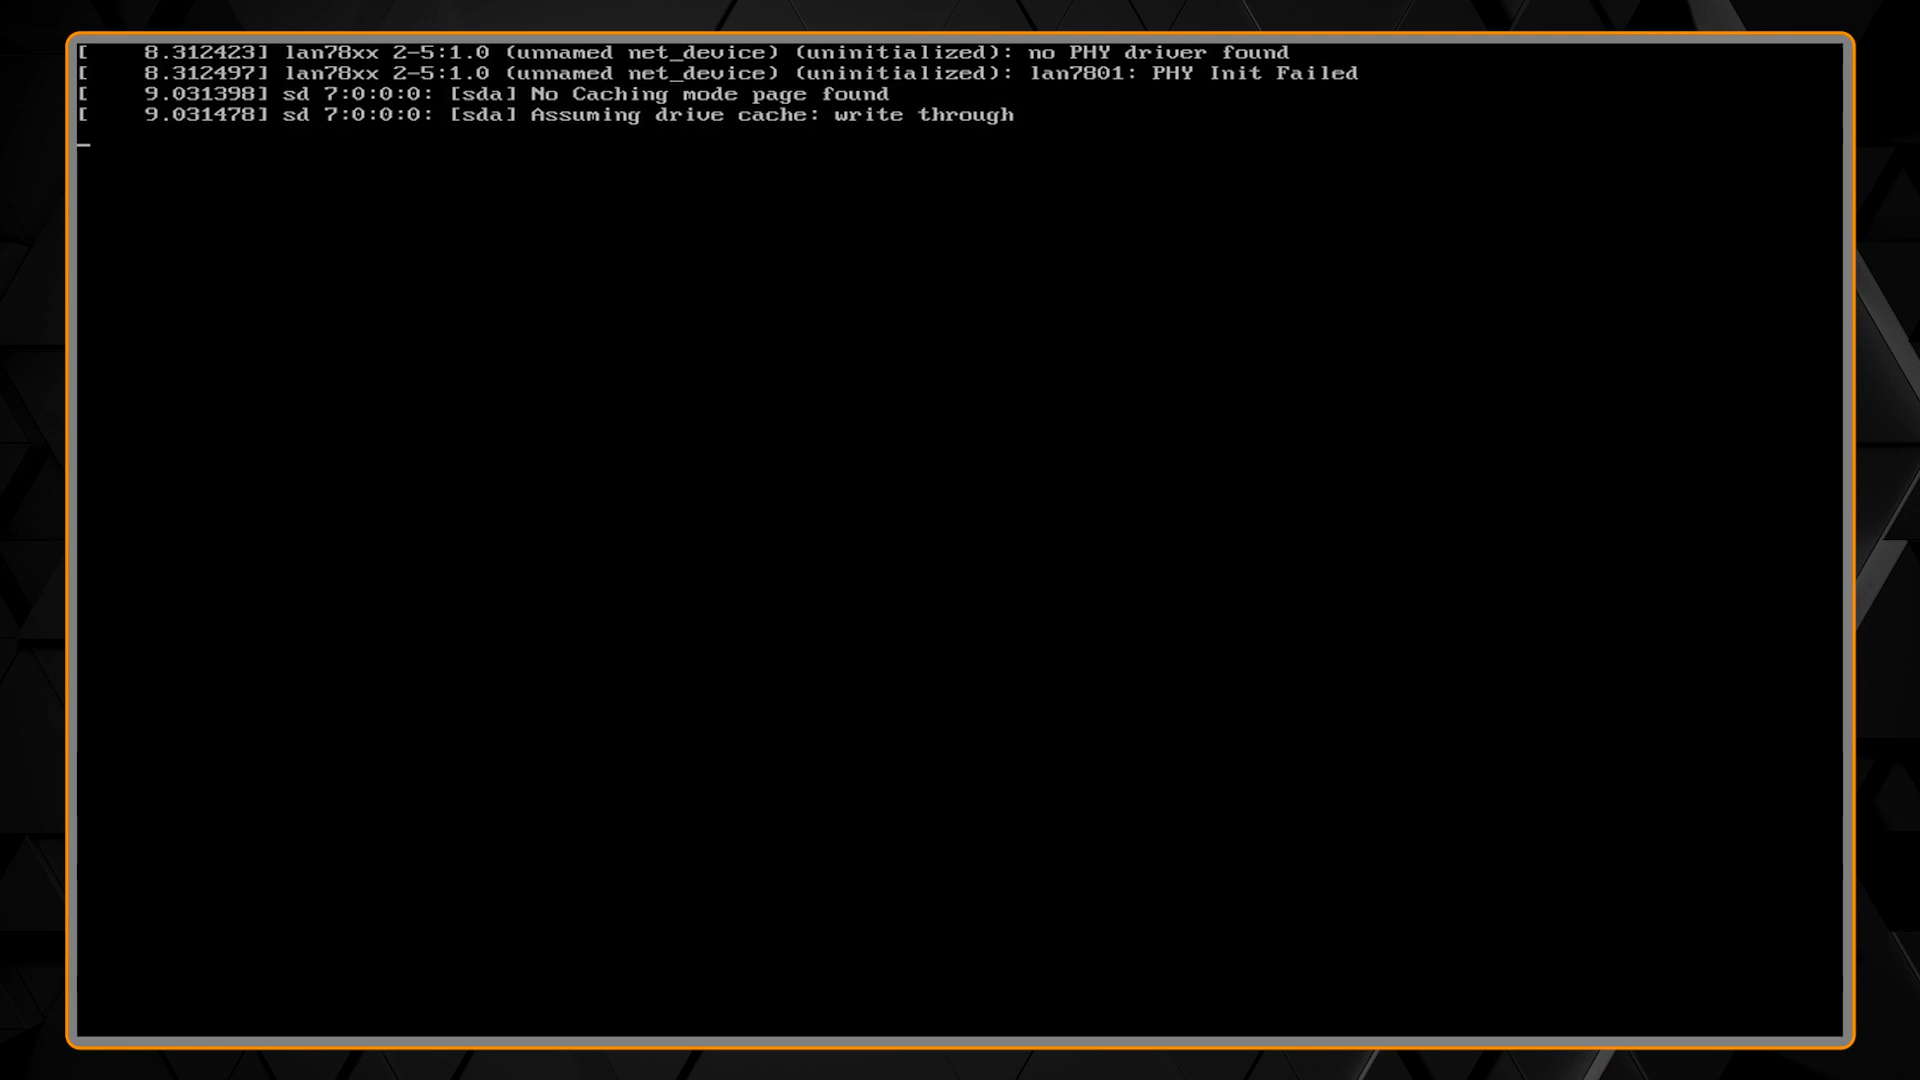 [    8.312423] lan78xx 2-5:1.0 (unnamed net_device) (uninitialized): no PHY driver found
[    8.312497] lan78xx 2-5:1.0 (unnamed net_device) (uninitialized): lan7801: PHY Init Failed
[    9.031398] sd 7:0:0:0: [sda] No Caching mode page found
[    9.031478] sd 7:0:0:0: [sda] Assuming drive cache: write through
_